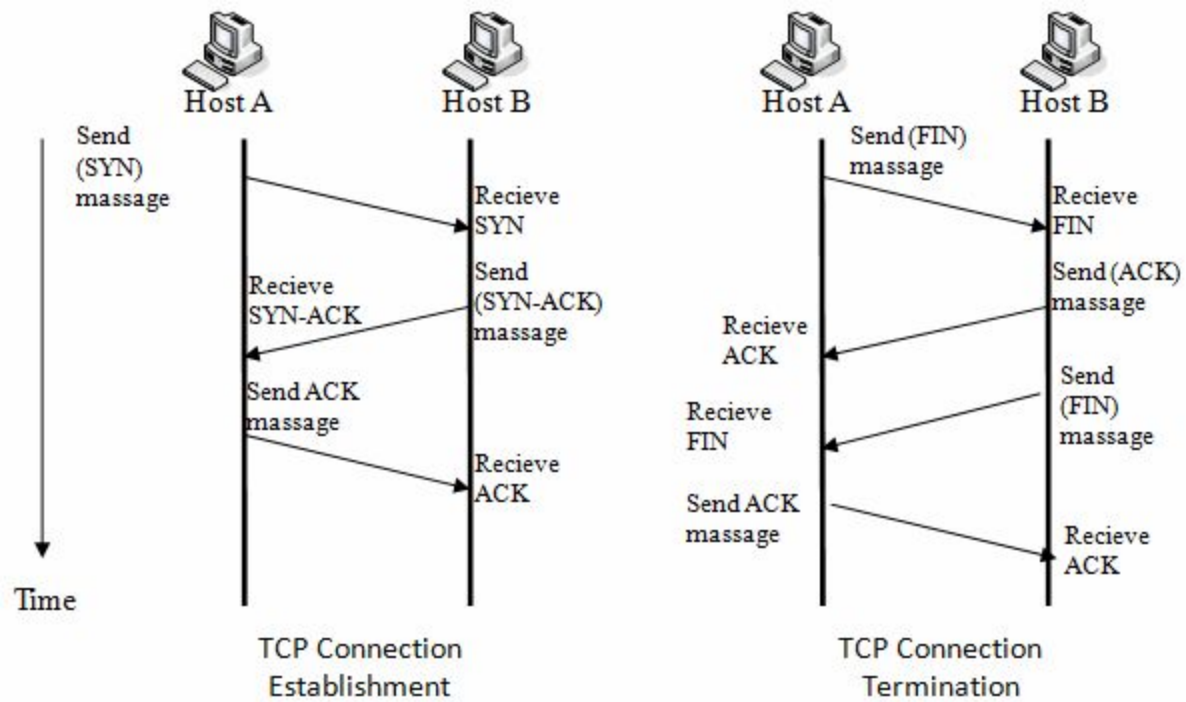 Host A
Host B
Send
(SYN)
massage
Recieve
SYN
Recieve
SYN-ACK
Send
(SYN-ACK)
massage
Send ACK
massage
Recieve
ACK
Time
TCP Connection
Establishment
Host A
Host B
Send (FIN)
massage
Recieve
FIN
Send (ACK)
massage
Recieve
ACK
Send
(FIN)
massage
Recieve
FIN
Send ACK
massage
Recieve
ACK
TCP Connection
Termination